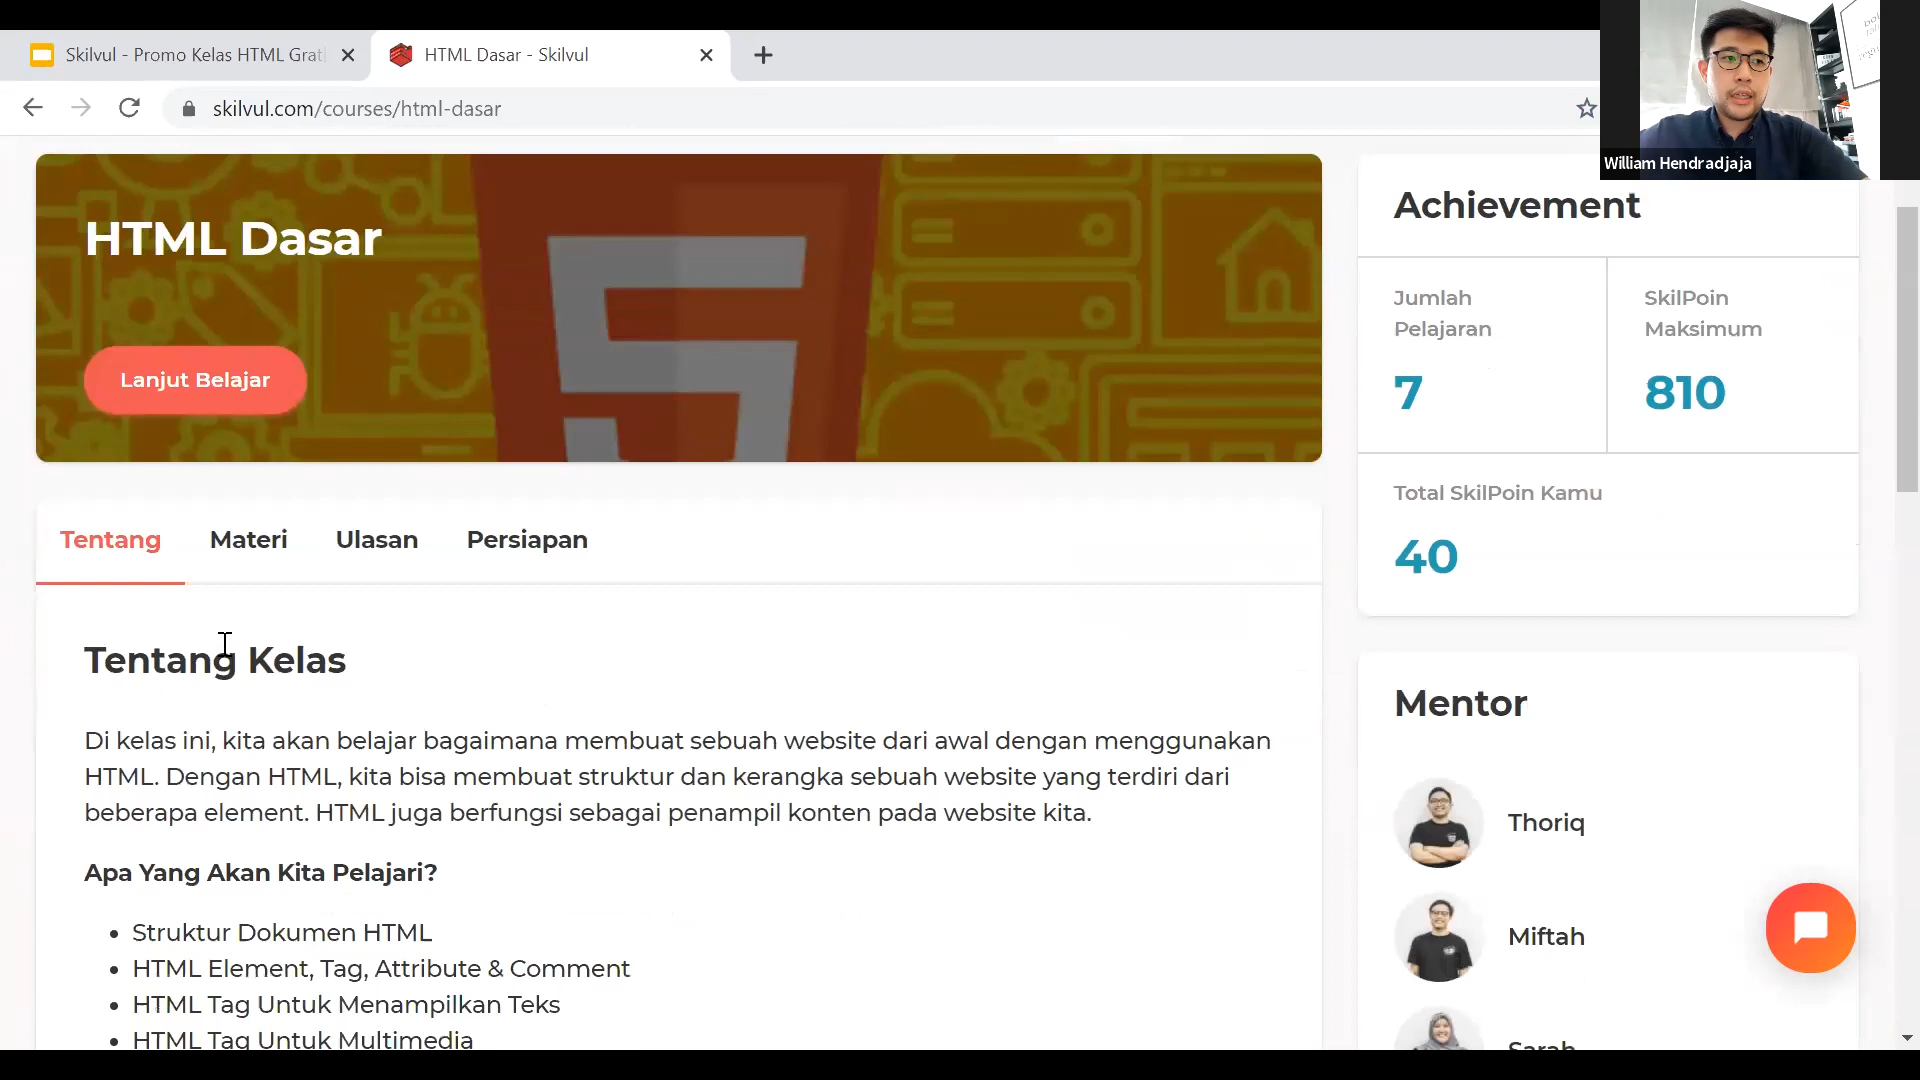 Skilvul - Promo Kelas HTML Grat
HTML Dasar - Skilvul
skilvul.com/courses/html-dasar
William Hendradjaja
HTML Dasar
Lanjut Belajar
Achievement
Jumlah
Pelajaran
7
SkilPoin
Maksimum
810
Total SkilPoin Kamu
40
Tentang
Materi
Ulasan
Persiapan
Tentang Kelas
Di kelas ini, kita akan belajar bagaimana membuat sebuah website dari awal dengan menggunakan
HTML. Dengan HTML, kita bisa membuat struktur dan kerangka sebuah website yang terdiri dari
beberapa element. HTML juga berfungsi sebagai penampil konten pada website kita.
Apa Yang Akan Kita Pelajari?
• Struktur Dokumen HTML
• HTML Element, Tag, Attribute & Comment
• HTML Tag Untuk Menampilkan Teks
• HTML Tag Untuk Multimedia
Mentor
Thoriq
Miftah
Sarah